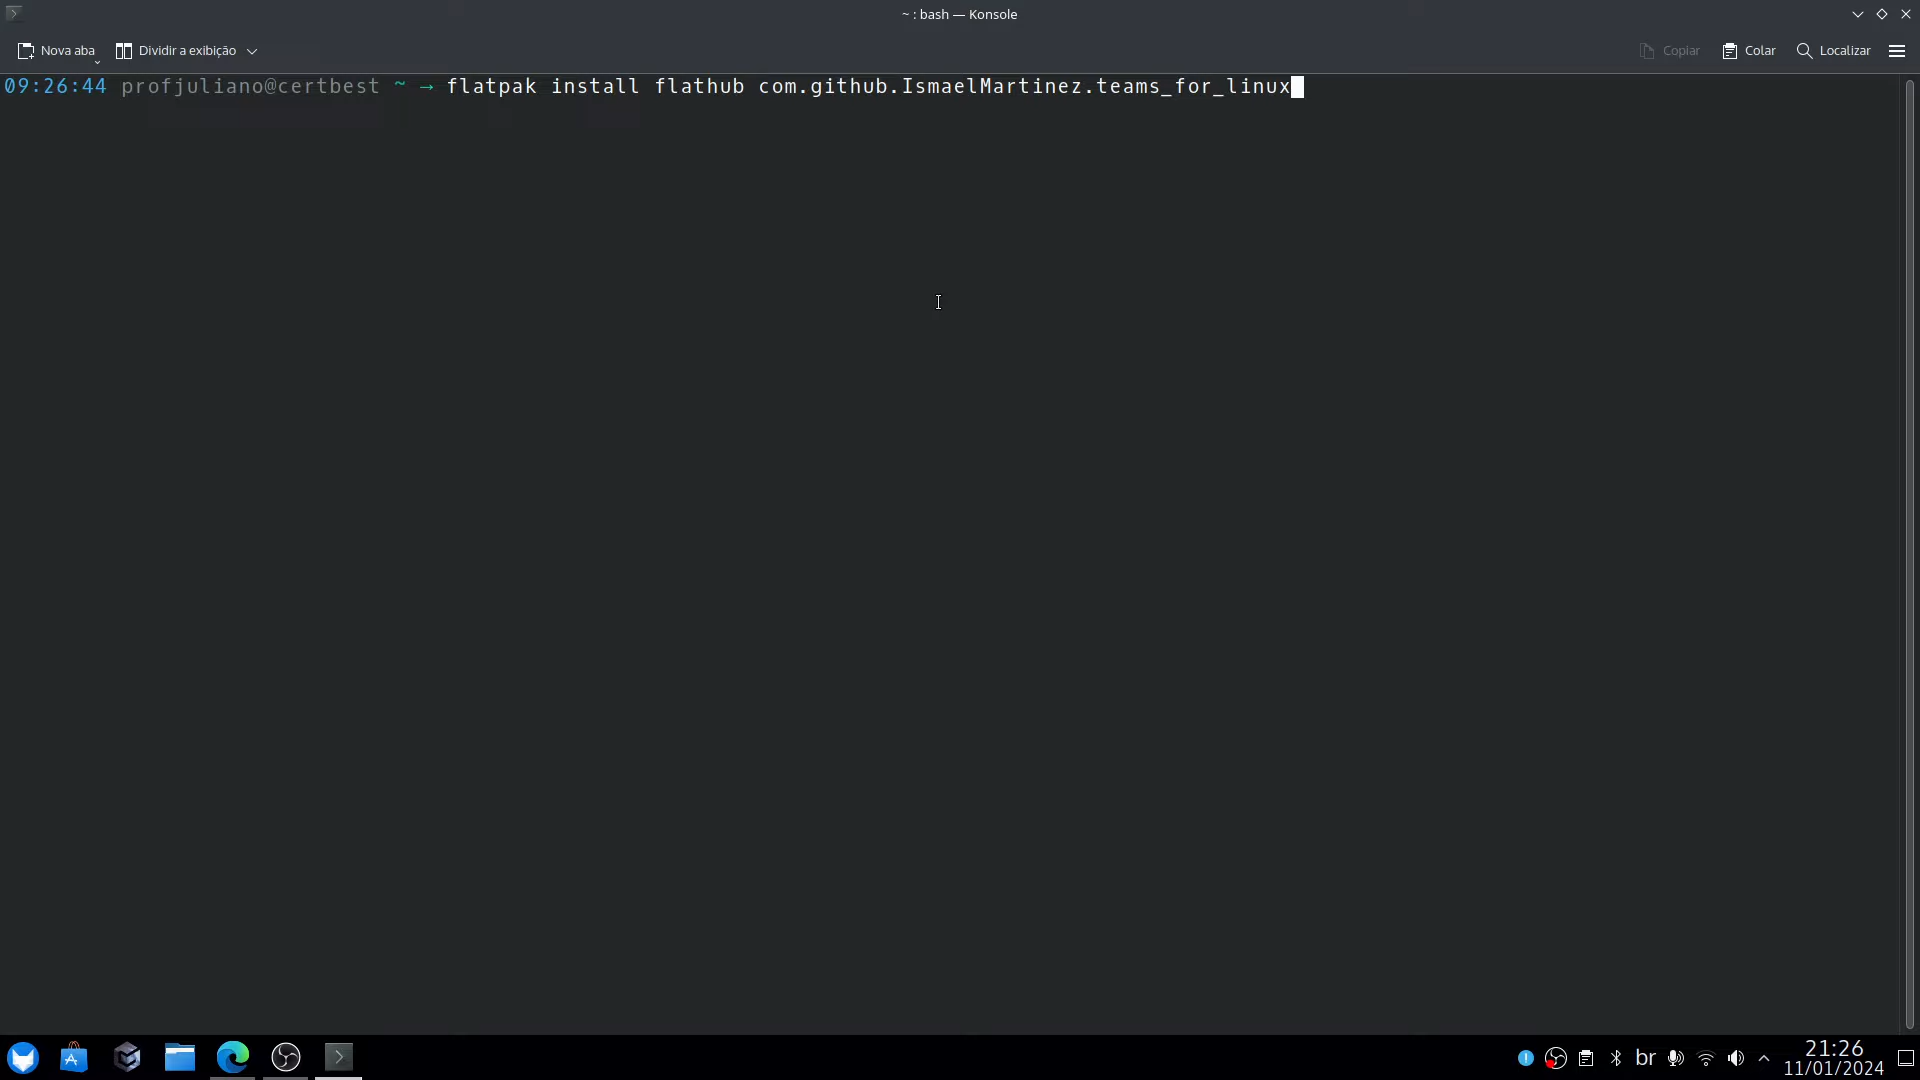 ~ : bash — Konsole
Nova aba
Dividir a exibição
Copiar
Colar
Localizar
09:26:44 profjuliano@certbest ~ → flatpak install flathub com.github.IsmaelMartinez.teams_for_linux
br
21:26
11/01/2024